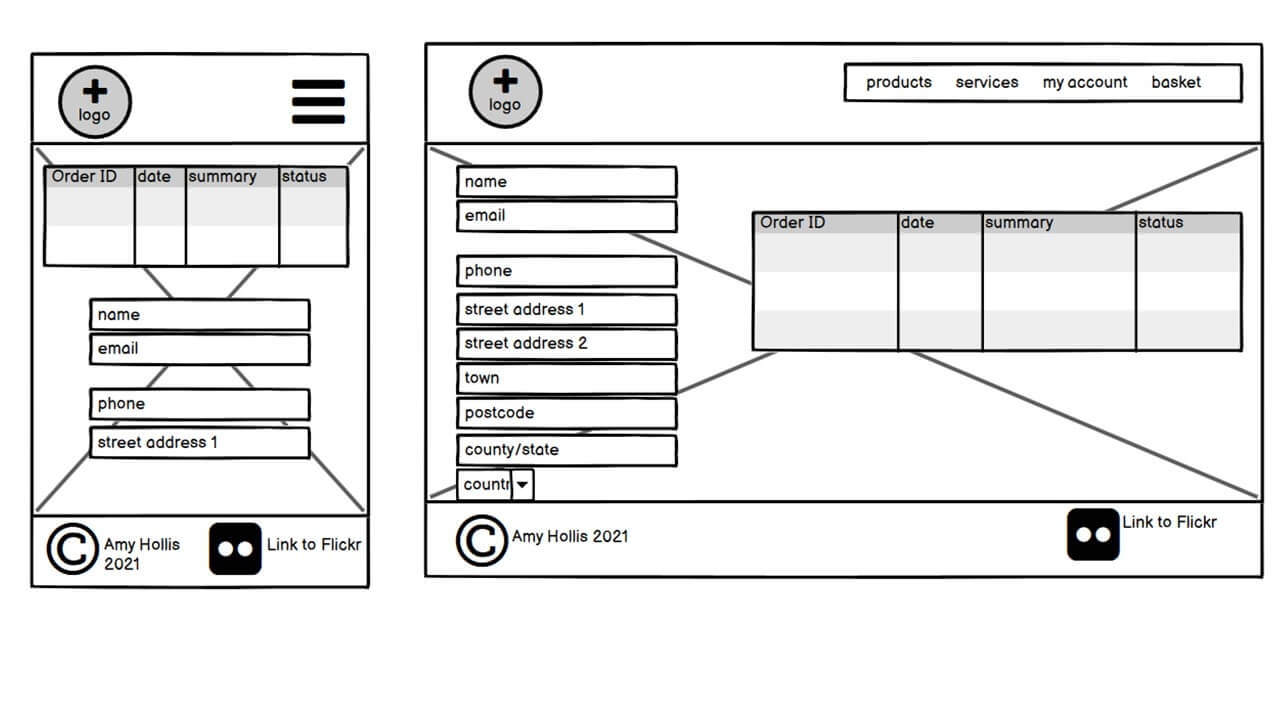 logo
Order ID date summary status
name
email
phone
street address 1
© Amy Hollis
2021
Link to Flickr
logo
products services my account basket
name
email
phone
street address 1
street address 2
town
postcode
county/state
countr
Order ID date summary status
© Amy Hollis 2021
Link to Flickr